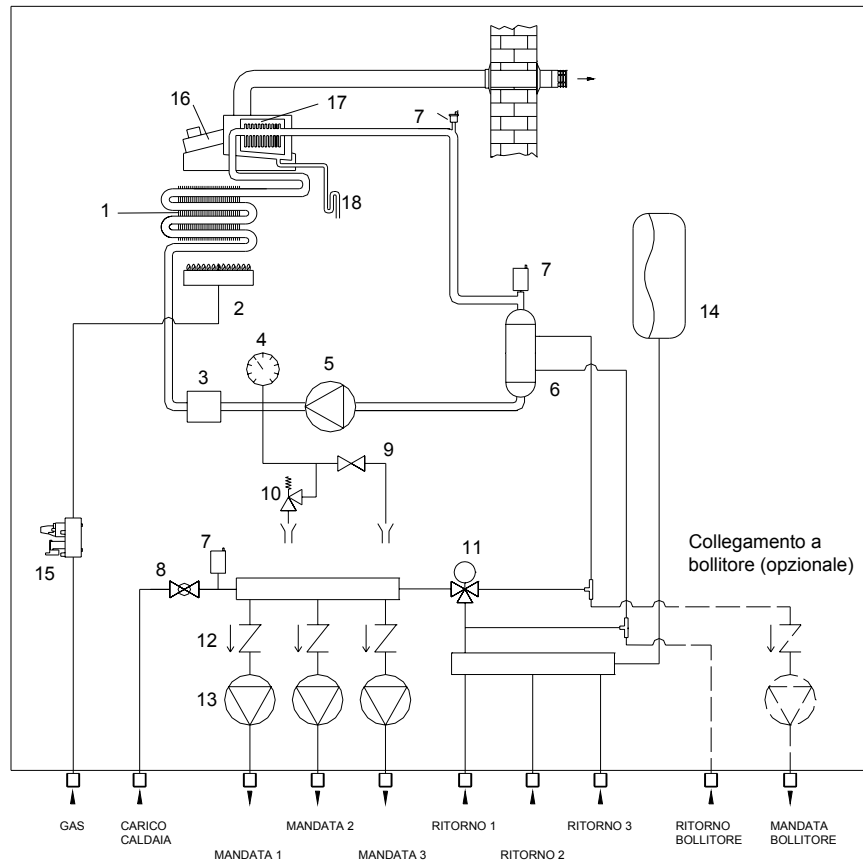 16
17
7
1
18
2
7
14
4
5
3
6
9
10
15
8
7
11
Collegamento a
bollitore (opzionale)
12
13
GAS
CARICO
CALDAIA
MANDATA 1
MANDATA 2
MANDATA 3
RITORNO 1
RITORNO 2
RITORNO 3
RITORNO
BOLLITORE
MANDATA
BOLLITORE